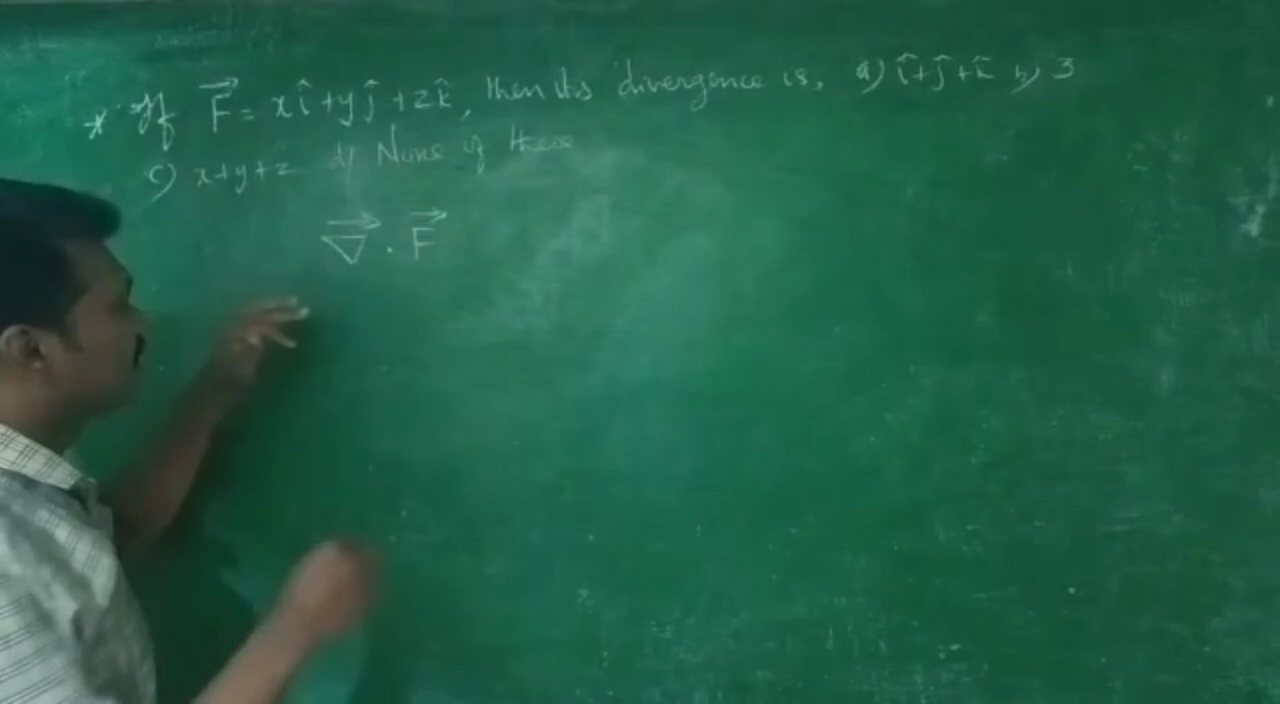 * If F⃗ = xî + yĵ + zk̂, then its divergence is, a) î+ĵ+k̂ b) 3
c) x+y+z d) None of these
∇⃗ . F⃗